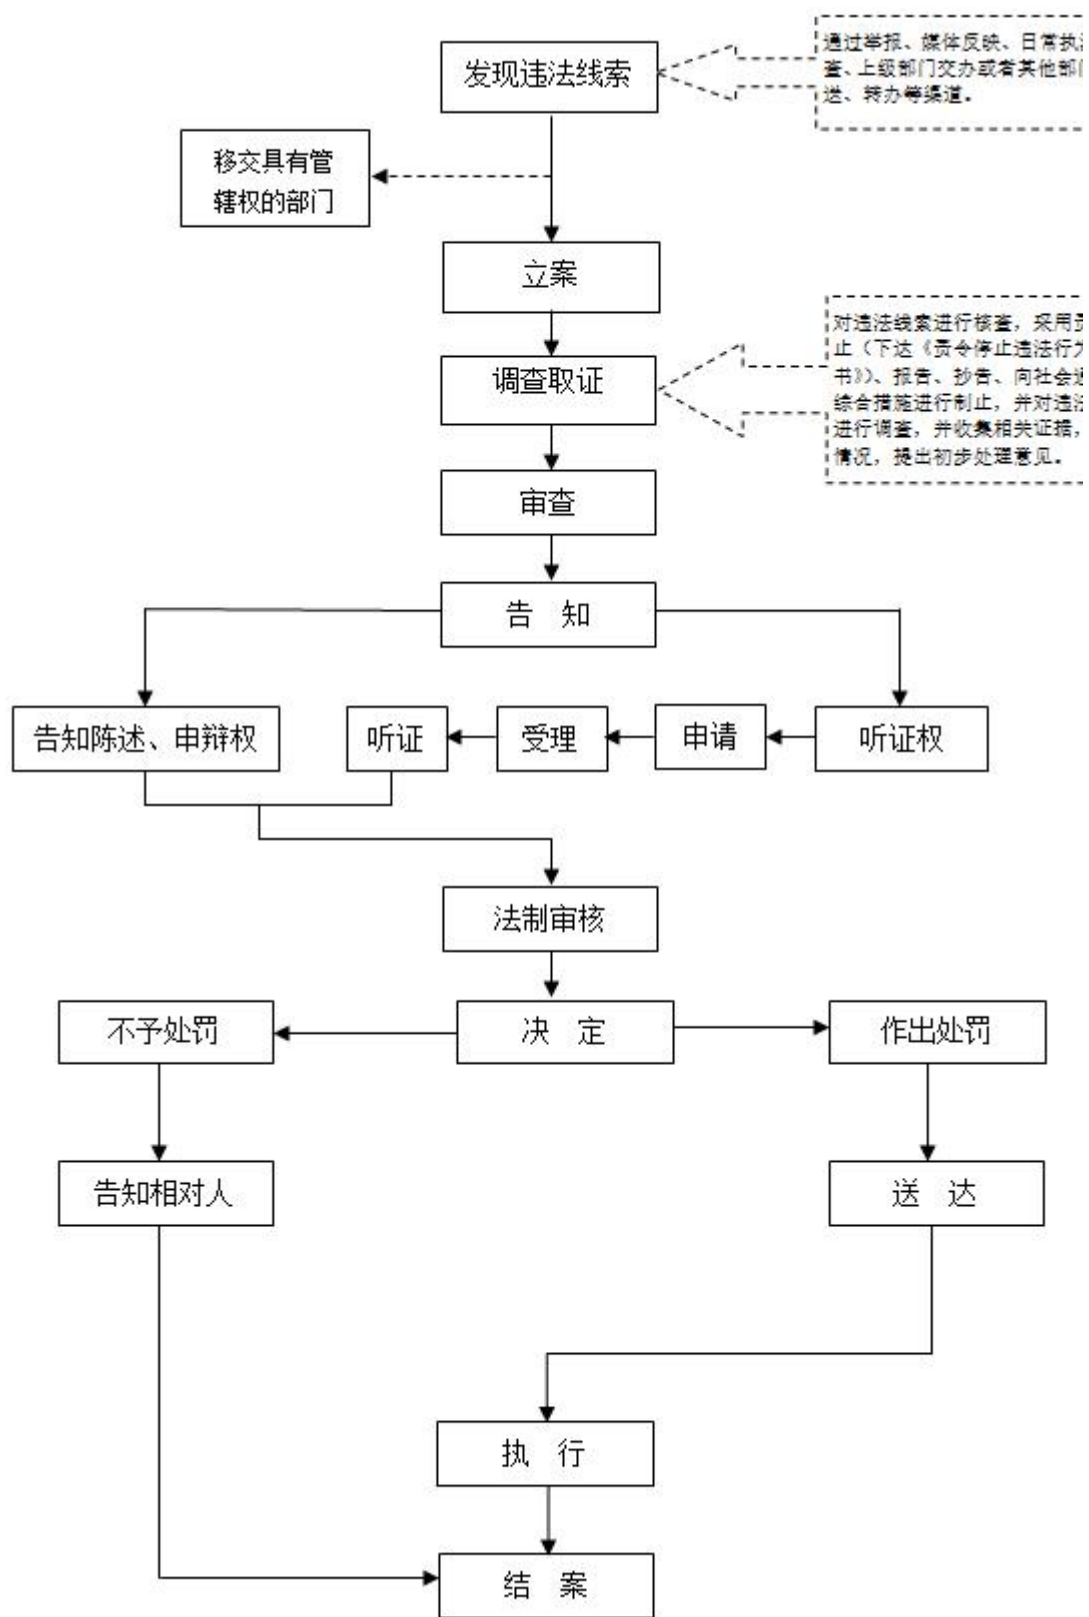 发现违法线索
通过举报、媒体反映、日常执法
查、上级部门交办或者其他部门
送、转办等渠道。
移交具有管
辖权的部门
立案
对违法线索进行核查，采用责
止（下达《责令停止违法行为
书》）、报告、抄告、向社会通
综合措施进行制止，并对违法
进行调查，并收集相关证据，
情况，提出初步处理意见。
调查取证
审查
告 知
告知陈述、申辩权
听证
受理
申请
听证权
法制审核
不予处罚
决 定
作出处罚
告知相对人
送 达
执 行
结 案